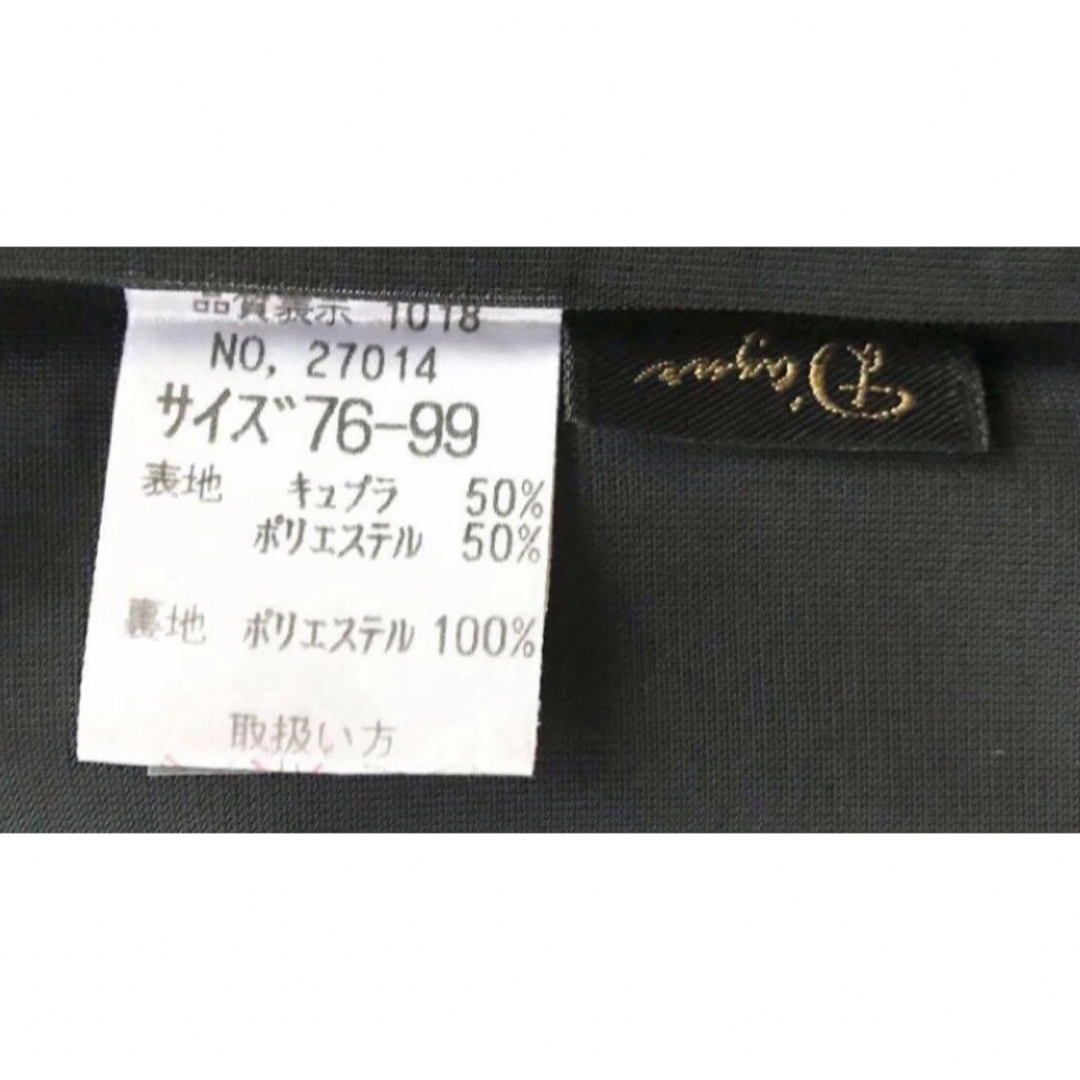 品質表示 1018
NO, 27014
サイズ 76-99
表地 キュプラ 50%
ポリエステル 50%
裏地 ポリエステル 100%
取扱い方